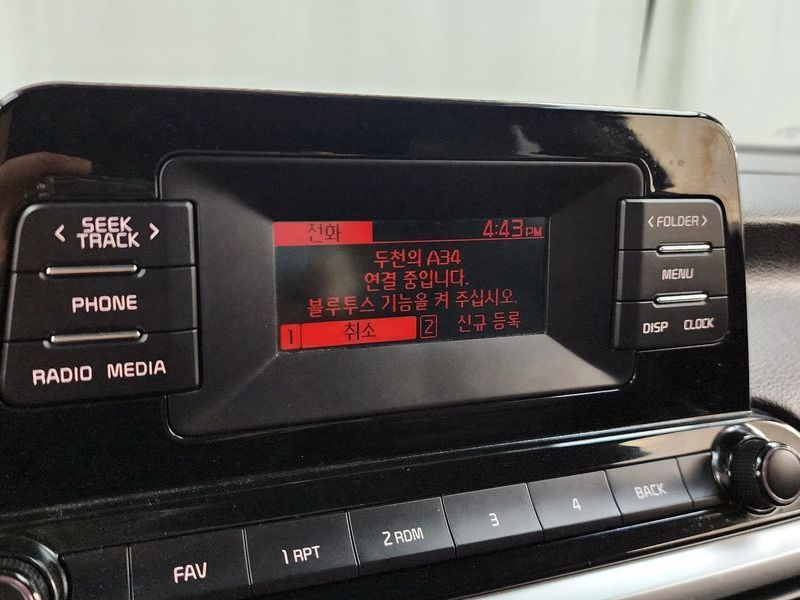 < SEEK TRACK >
PHONE
RADIO MEDIA
전화 4:43PM
두천의 A34
연결 중입니다.
블루투스 기능을 켜 주십시오.
1 취소 2 신규 등록
< FOLDER >
MENU
DISP CLOCK
FAV 1 RPT 2 RDM 3 4 BACK